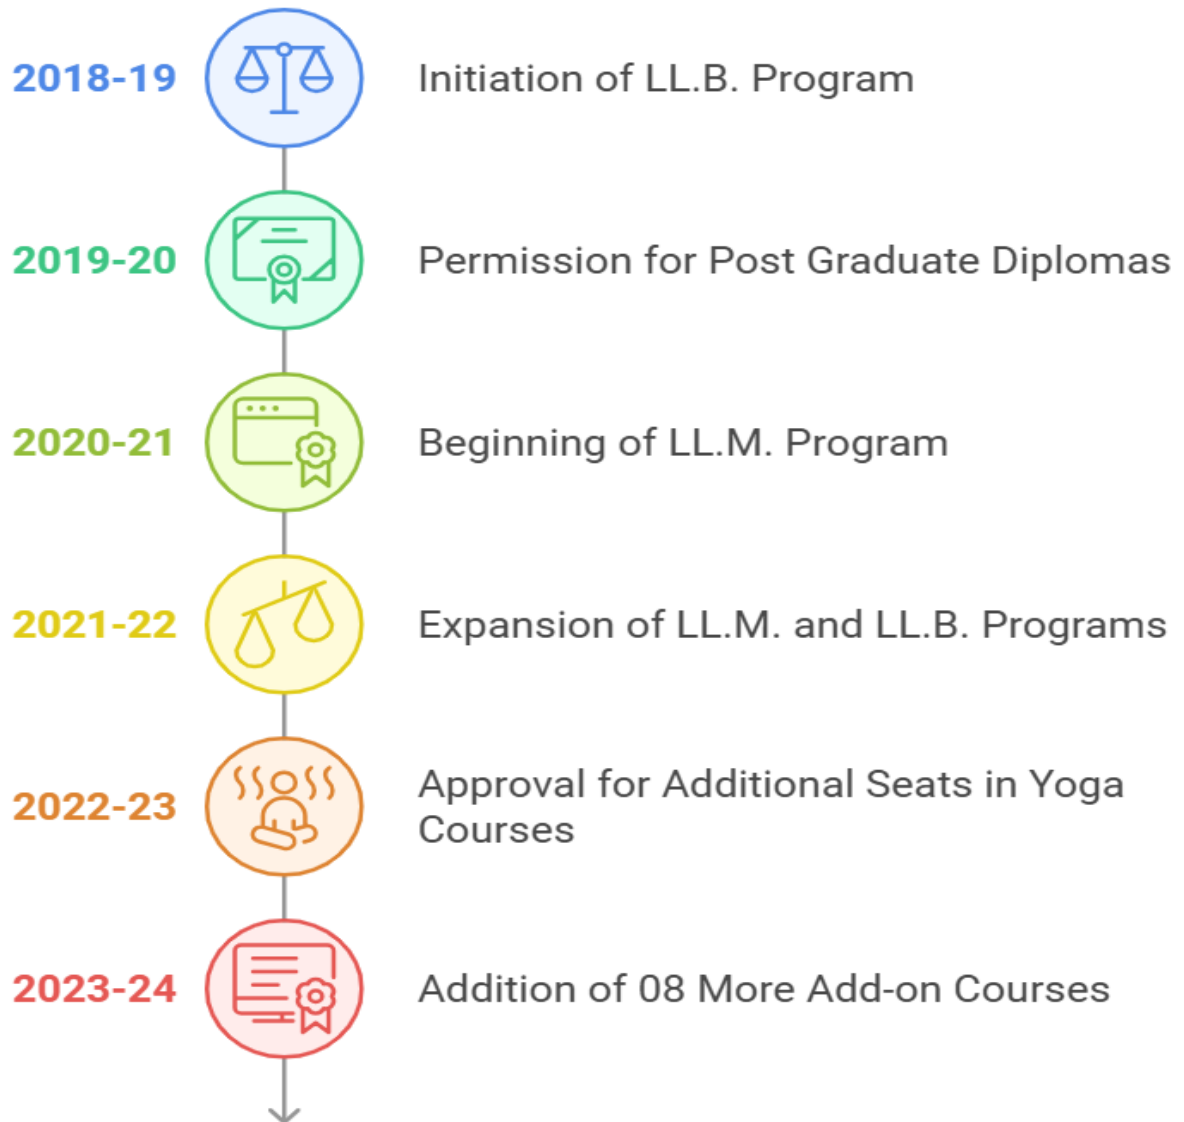 2018-19
Initiation of LL.B. Program
2019-20
Permission for Post Graduate Diplomas
2020-21
Beginning of LL.M. Program
2021-22
Expansion of LL.M. and LL.B. Programs
2022-23
Approval for Additional Seats in Yoga
Courses
2023-24
Addition of 08 More Add-on Courses